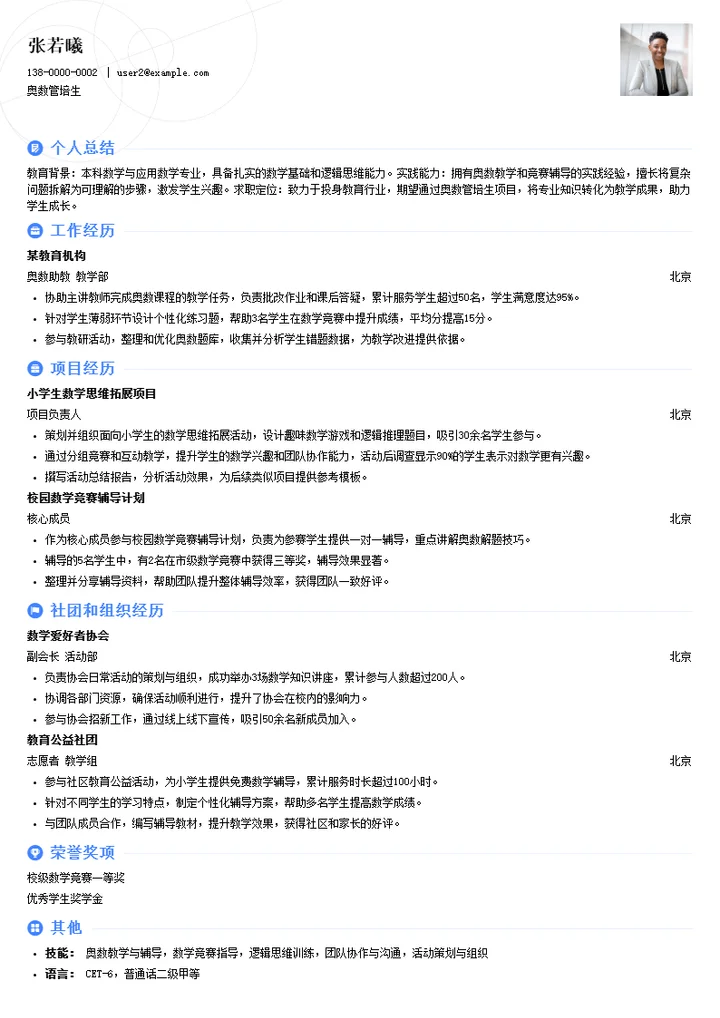 张若曦
138-0000-0002 | user2@example.com
奥数管培生
个人总结
教育背景：本科数学与应用数学专业，具备扎实的数学基础和逻辑思维能力。实践能力：拥有奥数教学和竞赛辅导的实践经验，擅长将复杂
问题拆解为可理解的步骤，激发学生兴趣。求职定位：致力于投身教育行业，期望通过奥数管培生项目，将专业知识转化为教学成果，助力
学生成长。
工作经历
某教育机构
奥数助教 教学部 北京
• 协助主讲教师完成奥数课程的教学任务，负责批改作业和课后答疑，累计服务学生超过50名，学生满意度达95%。
• 针对学生薄弱环节设计个性化练习题，帮助3名学生在数学竞赛中提升成绩，平均分提高15分。
• 参与教研活动，整理和优化奥数题库，收集并分析学生错题数据，为教学改进提供依据。
项目经历
小学生数学思维拓展项目
项目负责人 北京
• 策划并组织面向小学生的数学思维拓展活动，设计趣味数学游戏和逻辑推理题目，吸引30余名学生参与。
• 通过分组竞赛和互动教学，提升学生的数学兴趣和团队协作能力，活动后调查显示90%的学生表示对数学更有兴趣。
• 撰写活动总结报告，分析活动效果，为后续类似项目提供参考模板。
校园数学竞赛辅导计划
核心成员 北京
• 作为核心成员参与校园数学竞赛辅导计划，负责为参赛学生提供一对一辅导，重点讲解奥数解题技巧。
• 辅导的5名学生中，有2名在市级数学竞赛中获得三等奖，辅导效果显著。
• 整理并分享辅导资料，帮助团队提升整体辅导效率，获得团队一致好评。
社团和组织经历
数学爱好者协会
副会长 活动部 北京
• 负责协会日常活动的策划与组织，成功举办3场数学知识讲座，累计参与人数超过200人。
• 协调各部门资源，确保活动顺利进行，提升了协会在校内的影响力。
• 参与协会招新工作，通过线上线下宣传，吸引50余名新成员加入。
教育公益社团
志愿者 教学组 北京
• 参与社区教育公益活动，为小学生提供免费数学辅导，累计服务时长超过100小时。
• 针对不同学生的学习特点，制定个性化辅导方案，帮助多名学生提高数学成绩。
• 与团队成员合作，编写辅导教材，提升教学效果，获得社区和家长的好评。
荣誉奖项
校级数学竞赛一等奖
优秀学生奖学金
其他
• 技能： 奥数教学与辅导，数学竞赛指导，逻辑思维训练，团队协作与沟通，活动策划与组织
• 语言： CET-6，普通话二级甲等